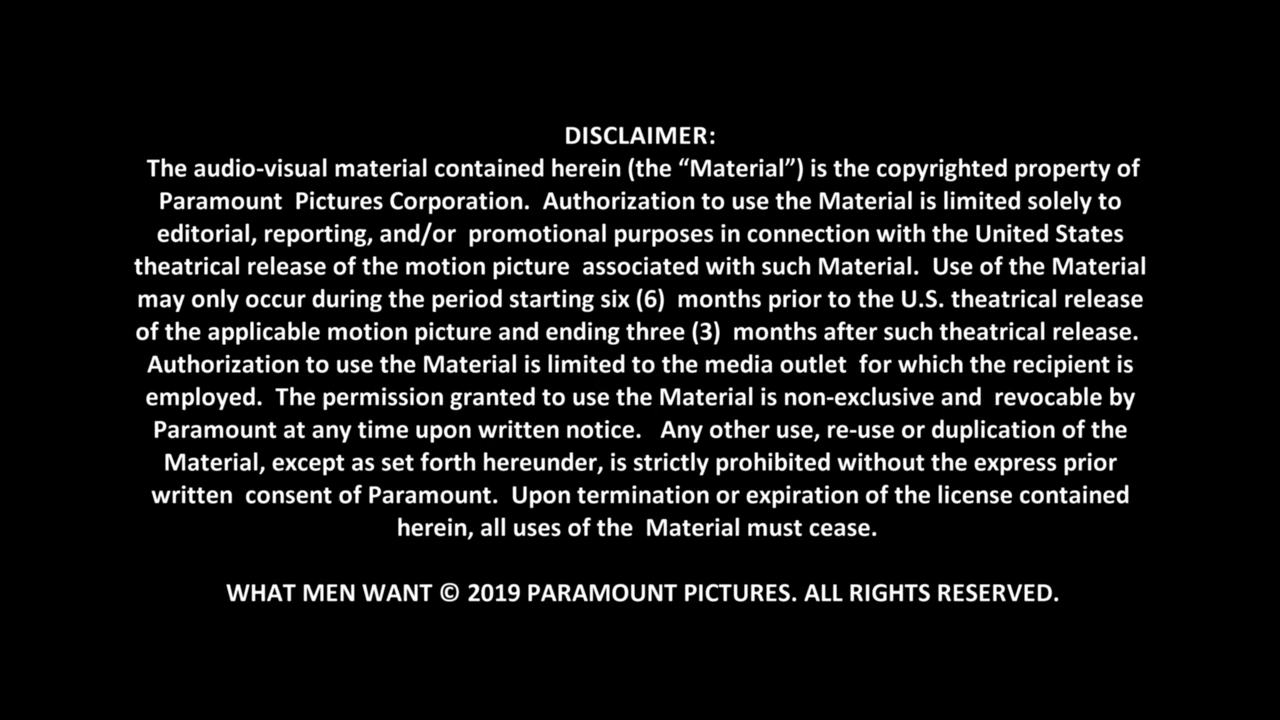 DISCLAIMER:
The audio-visual material contained herein (the “Material”) is the copyrighted property of
Paramount  Pictures Corporation.  Authorization to use the Material is limited solely to
editorial, reporting, and/or  promotional purposes in connection with the United States
theatrical release of the motion picture  associated with such Material.  Use of the Material
may only occur during the period starting six (6)  months prior to the U.S. theatrical release
of the applicable motion picture and ending three (3)  months after such theatrical release.
Authorization to use the Material is limited to the media outlet  for which the recipient is
employed.  The permission granted to use the Material is non-exclusive and  revocable by
Paramount at any time upon written notice.   Any other use, re-use or duplication of the
Material, except as set forth hereunder, is strictly prohibited without the express prior
written  consent of Paramount.  Upon termination or expiration of the license contained
herein, all uses of the  Material must cease.
WHAT MEN WANT © 2019 PARAMOUNT PICTURES. ALL RIGHTS RESERVED.